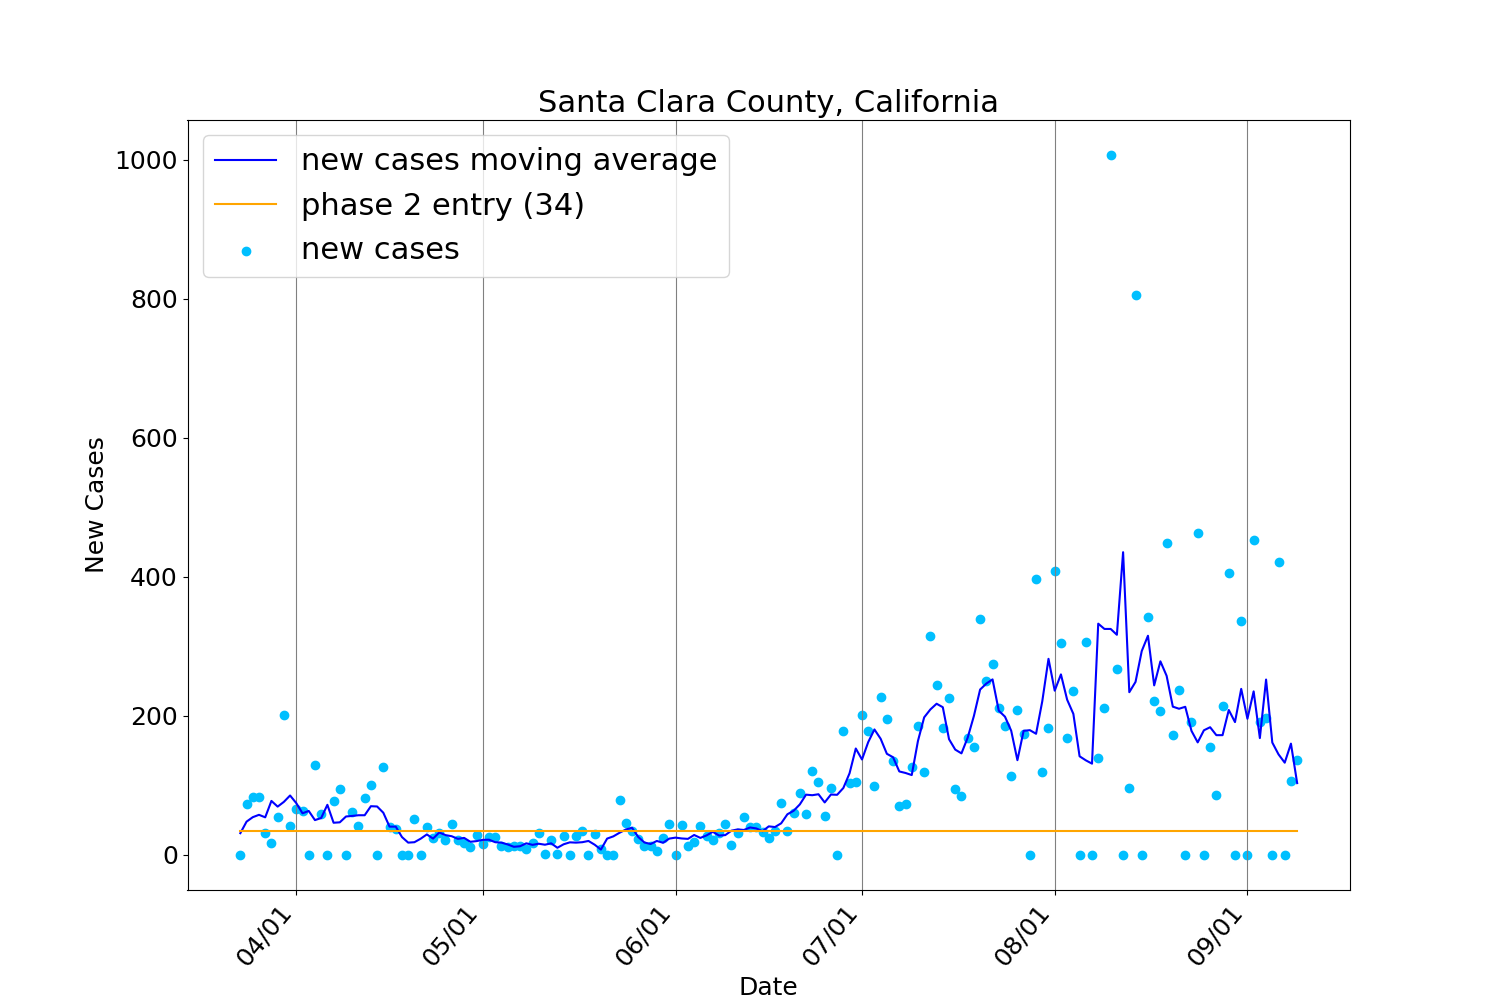 Santa Clara County, California
new cases moving average
phase 2 entry (34)
new cases
1000
800
600
400
200
0
New Cases
04/01
05/01
06/01
07/01
08/01
09/01
Date